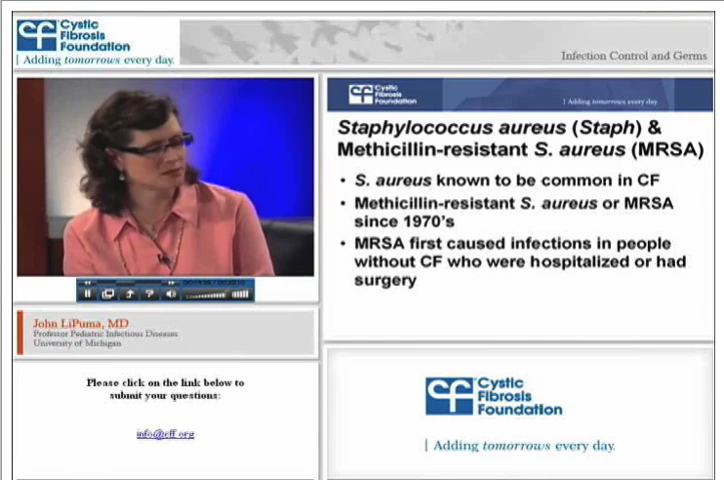 Cystic
Fibrosis
Foundation
Adding tomorrows every day.
Infection Control and Germs
Cystic
Fibrosis
Foundation
Adding tomorrows every day.
Staphylococcus aureus (Staph) &
Methicillin-resistant S. aureus (MRSA)
• S. aureus known to be common in CF
• Methicillin-resistant S. aureus or MRSA
since 1970's
• MRSA first caused infections in people
without CF who were hospitalized or had
surgery
John LiPuma, MD
Professor Pediatric Infectious Diseases
University of Michigan
Please click on the link below to
submit your questions:
info@cff.org
Cystic
Fibrosis
Foundation
Adding tomorrows every day.